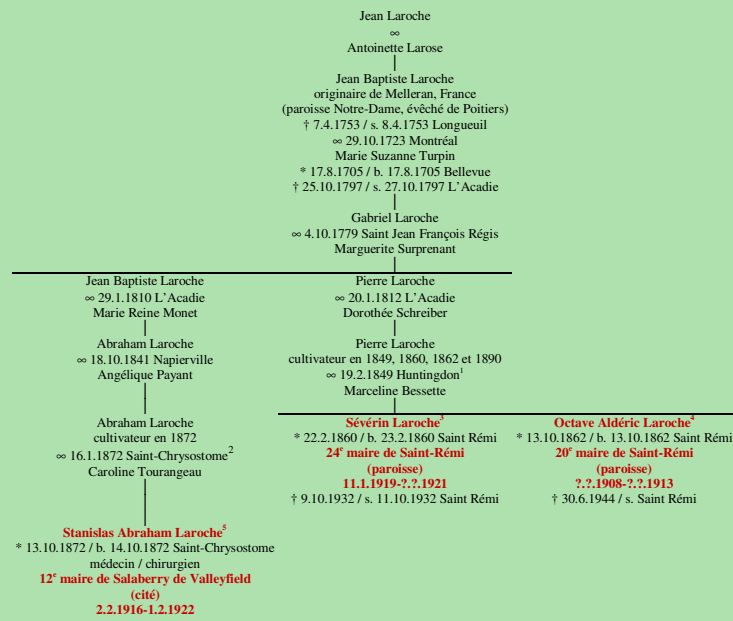 Jean Laroche
∞
Antoinette Larose
Jean Baptiste Laroche
originaire de Melleran, France
(paroisse Notre-Dame, évêché de Poitiers)
† 7.4.1753 / s. 8.4.1753 Longueuil
∞ 29.10.1723 Montréal
Marie Suzanne Turpin
* 17.8.1705 / b. 17.8.1705 Bellevue
† 25.10.1797 / s. 27.10.1797 L'Acadie
Gabriel Laroche
∞ 4.10.1779 Saint Jean François Régis
Marguerite Surprenant
Jean Baptiste Laroche
∞ 29.1.1810 L'Acadie
Marie Reine Monet
Abraham Laroche
∞ 18.10.1841 Napierville
Angélique Payant
Abraham Laroche
cultivateur en 1872
∞ 16.1.1872 Saint-Chrysostome²
Caroline Tourangeau
Stanislas Abraham Laroche⁵
* 13.10.1872 / b. 14.10.1872 Saint-Chrysostome
médecin / chirurgien
12ᵉ maire de Salaberry de Valleyfield
(cité)
2.2.1916-1.2.1922
Pierre Laroche
∞ 20.1.1812 L'Acadie
Dorothée Schreiber
Pierre Laroche
cultivateur en 1849, 1860, 1862 et 1890
∞ 19.2.1849 Huntingdon¹
Marceline Bessette
Sévérin Laroche³
* 22.2.1860 / b. 23.2.1860 Saint Rémi
24ᵉ maire de Saint-Rémi
(paroisse)
11.1.1919-?.?.1921
† 9.10.1932 / s. 11.10.1932 Saint Rémi
Octave Aldéric Laroche⁴
* 13.10.1862 / b. 13.10.1862 Saint Rémi
20ᵉ maire de Saint-Rémi
(paroisse)
?.?.1908-?.?.1913
† 30.6.1944 / s. Saint Rémi